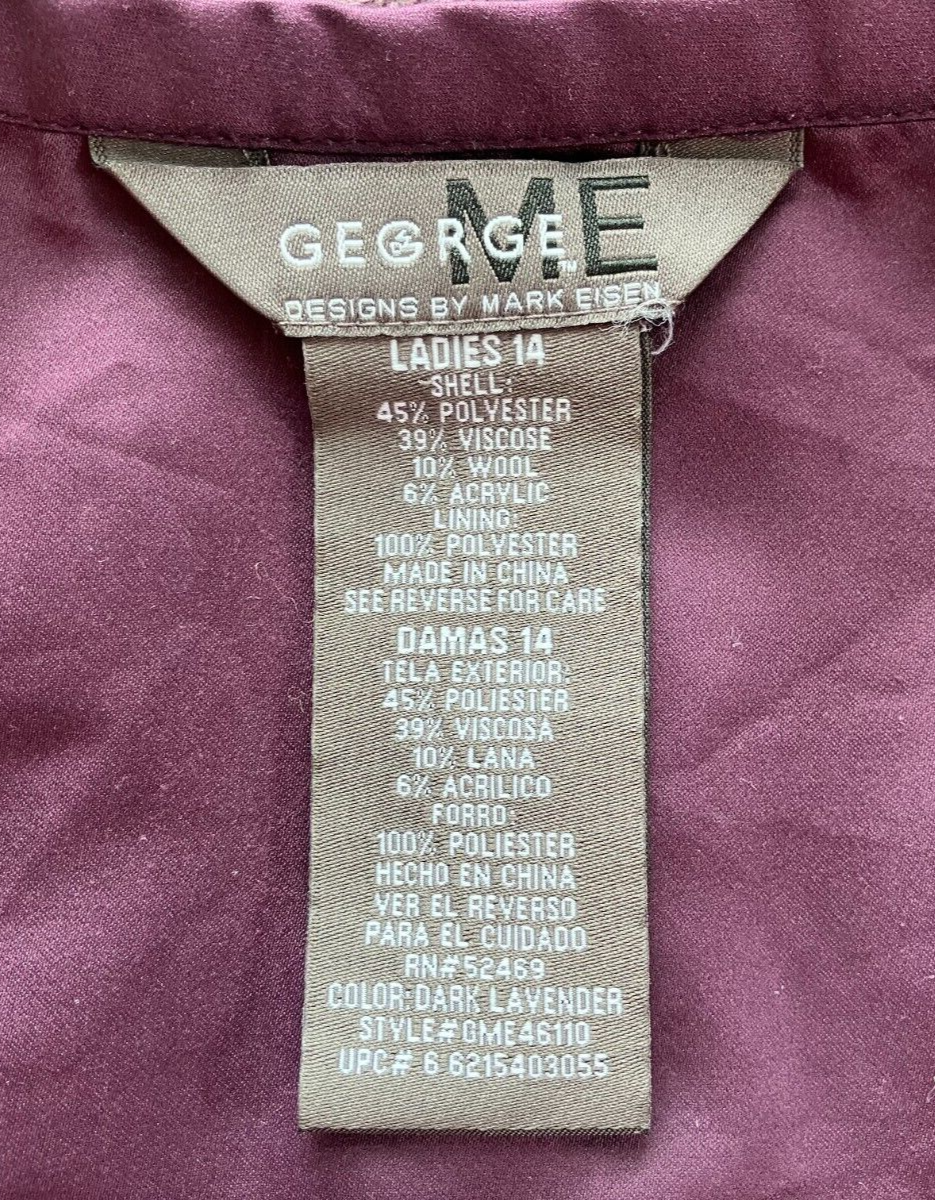 GEORGE ME™
DESIGNS BY MARK EISEN
LADIES 14
SHELL:
45% POLYESTER
39% VISCOSE
10% WOOL
6% ACRYLIC
LINING:
100% POLYESTER
MADE IN CHINA
SEE REVERSE FOR CARE
DAMAS 14
TELA EXTERIOR:
45% POLIESTER
39% VISCOSA
10% LANA
6% ACRILICO
FORRO:
100% POLIESTER
HECHO EN CHINA
VER EL REVERSO
PARA EL CUIDADO
RN#52469
COLOR:DARK LAVENDER
STYLE#GME46110
UPC# 6 6215403055